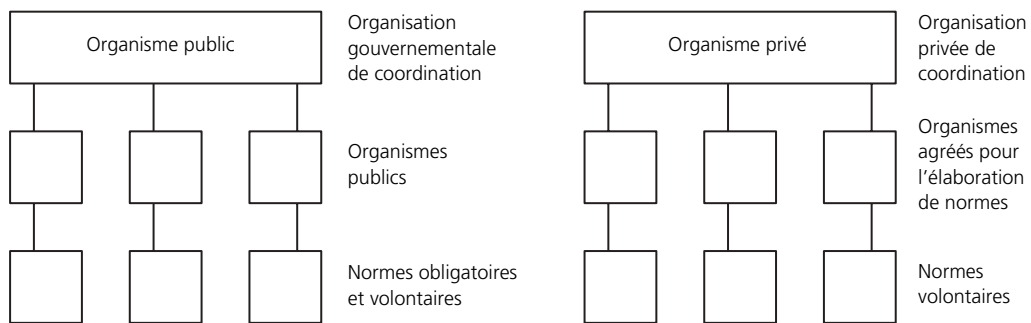 Organisme public
Organisation
gouvernementale
de coordination
Organismes
publics
Normes obligatoires
et volontaires
Organisme privé
Organisation
privée de
coordination
Organismes
agréés pour
l’élaboration
de normes
Normes
volontaires